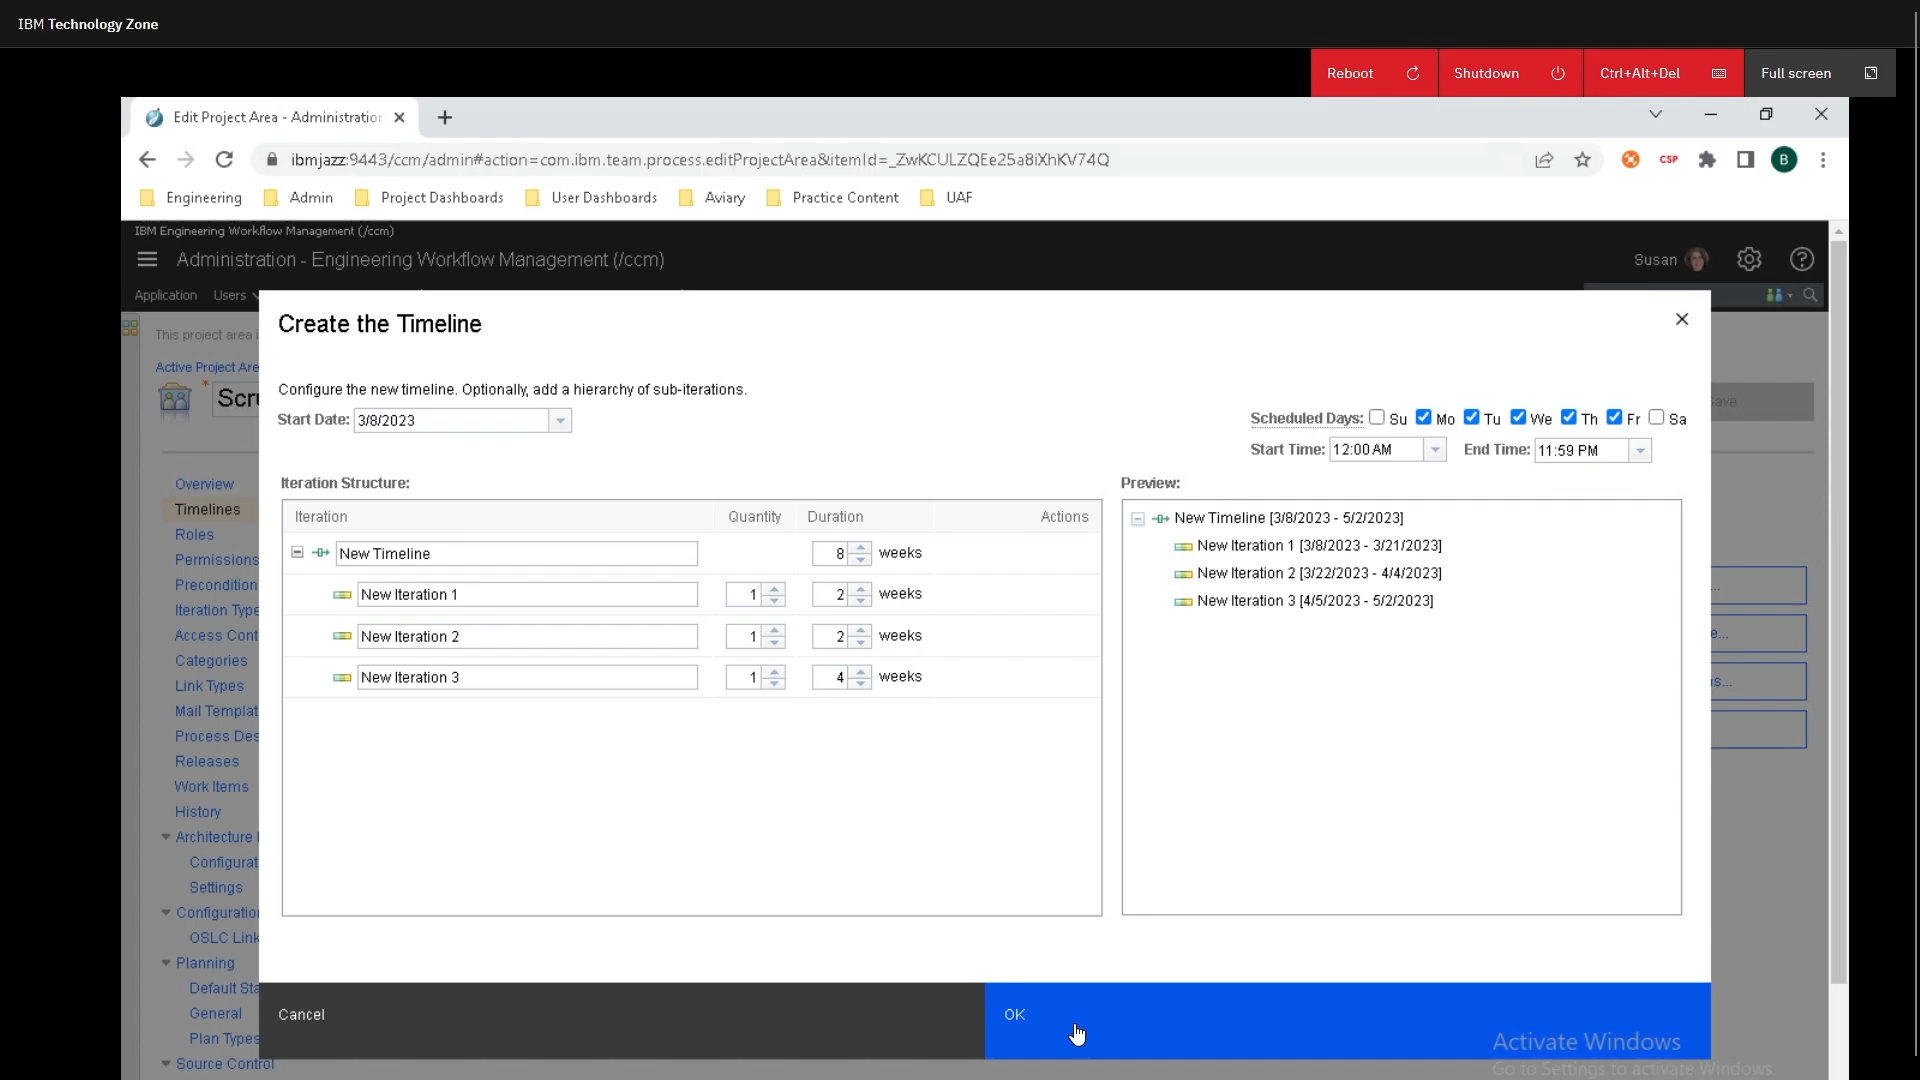 IBM Technology Zone
Reboot Shutdown Ctrl+Alt+Del Full screen
Edit Project Area - Administration
ibmjazz:9443/ccm/admin#action=com.ibm.team.process.editProjectArea&itemId=_ZwKCULZQEe25a8iXhKV74Q
CSP
B
Engineering Admin Project Dashboards User Dashboards Aviary Practice Content UAF
IBM Engineering Workflow Management (/ccm)
Administration - Engineering Workflow Management (/ccm)
Susan
Application Users
This project area
Active Project Are
Scru
Save
Create the Timeline
Configure the new timeline. Optionally, add a hierarchy of sub-iterations.
Start Date: 3/8/2023
Scheduled Days: Su Mo Tu We Th Fr Sa
Start Time: 12:00 AM End Time: 11:59 PM
Iteration Structure:
Iteration Quantity Duration Actions
New Timeline 8 weeks
New Iteration 1 1 2 weeks
New Iteration 2 1 2 weeks
New Iteration 3 1 4 weeks
Preview:
New Timeline [3/8/2023 - 5/2/2023]
New Iteration 1 [3/8/2023 - 3/21/2023]
New Iteration 2 [3/22/2023 - 4/4/2023]
New Iteration 3 [4/5/2023 - 5/2/2023]
Overview
Timelines
Roles
Permissions
Precondition
Iteration Type
Access Cont
Categories
Link Types
Mail Templat
Process Des
Releases
Work Items
History
Architecture
Configurat
Settings
Configuration
OSLC Link
Planning
Default Sta
General
Plan Types
Source Control
...
e...
s...
Cancel
OK
Activate Windows
Go to Settings to activate Windows.